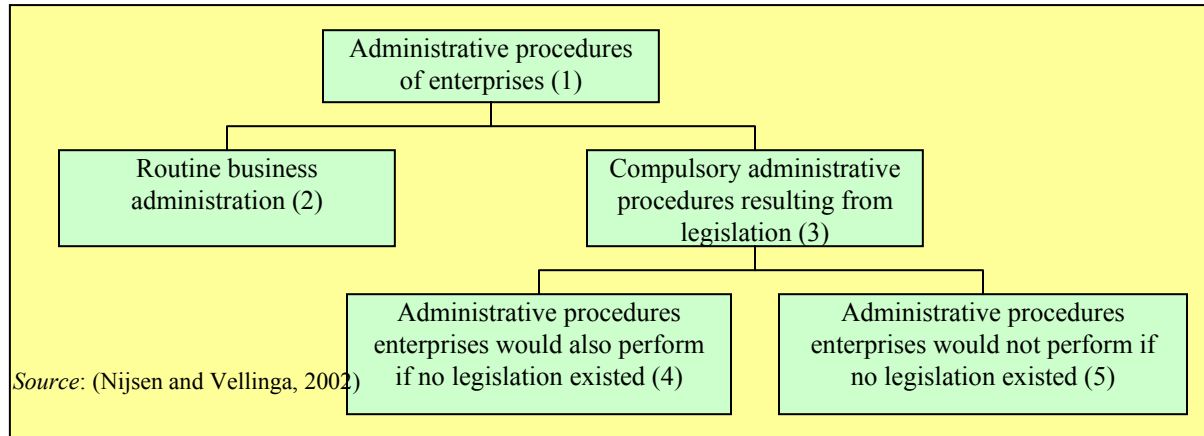 Administrative procedures
of enterprises (1)
Routine business
administration (2)
Compulsory administrative
procedures resulting from
legislation (3)
Administrative procedures
enterprises would also perform
if no legislation existed (4)
Administrative procedures
enterprises would not perform if
no legislation existed (5)
Source: (Nijsen and Vellinga, 2002)